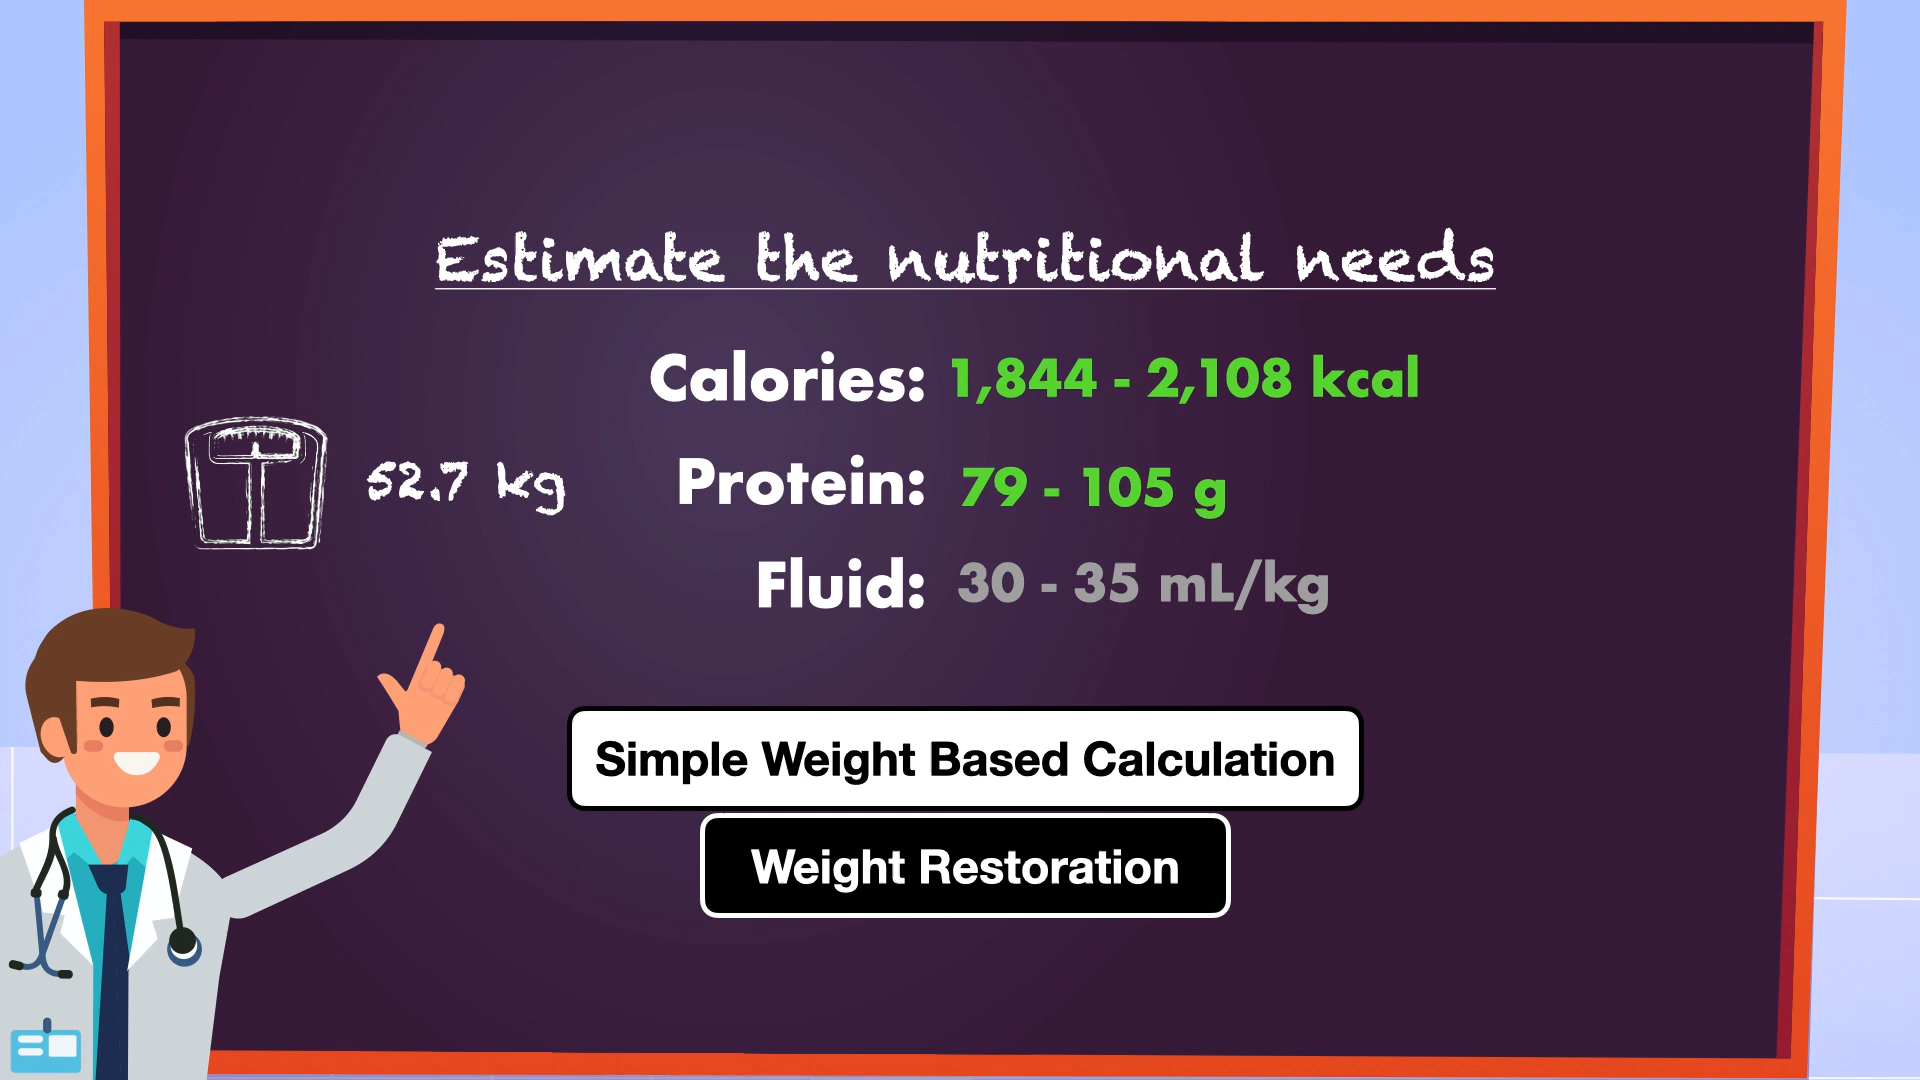 Estimate the nutritional needs
Calories: 1,844 - 2,108 kcal
52.7 kg
Protein: 79 - 105 g
Fluid: 30 - 35 mL/kg
Simple Weight Based Calculation
Weight Restoration